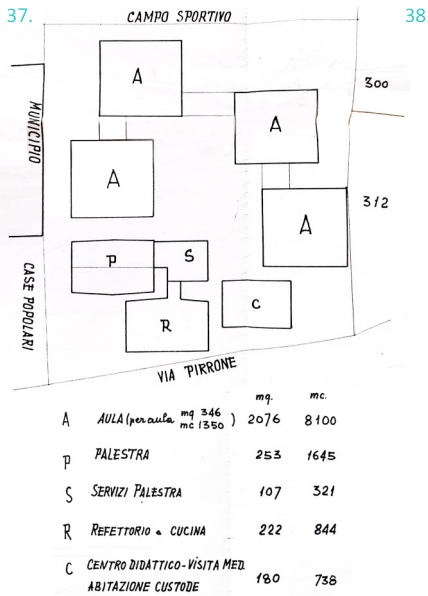 37.
38
CAMPO SPORTIVO
A
300
A
MUNICIPIO
A
312
A
P
S
CASE POPOLARI
C
R
VIA PIRRONE
mq. mc.
A AULA (per aula mq 346 mc 1350) 2076 8100
P PALESTRA 253 1645
S SERVIZI PALESTRA 107 321
R REFETTORIO e CUCINA 222 844
C CENTRO DIDATTICO-VISITA MED.
ABITAZIONE CUSTODE 180 738